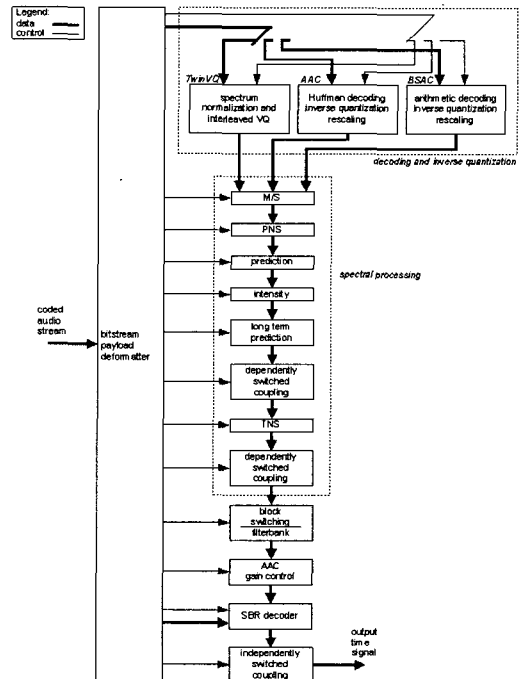 Legend:
data
control
TwinVQ
AAC
BSAC
spectrum
normalization and
interleaved VQ
Huffman decoding
inverse quantization
rescaling
arithmetic decoding
inverse quantization
rescaling
decoding and inverse quantization
M/S
PNS
prediction
spectral processing
intensity
coded
audio
stream
bitstream
payload
deformatter
long term
prediction
dependently
switched
coupling
TNS
dependently
switched
coupling
block
switching
filterbank
AAC
gain control
SBR decoder
output
time
signal
independently
switched
coupling